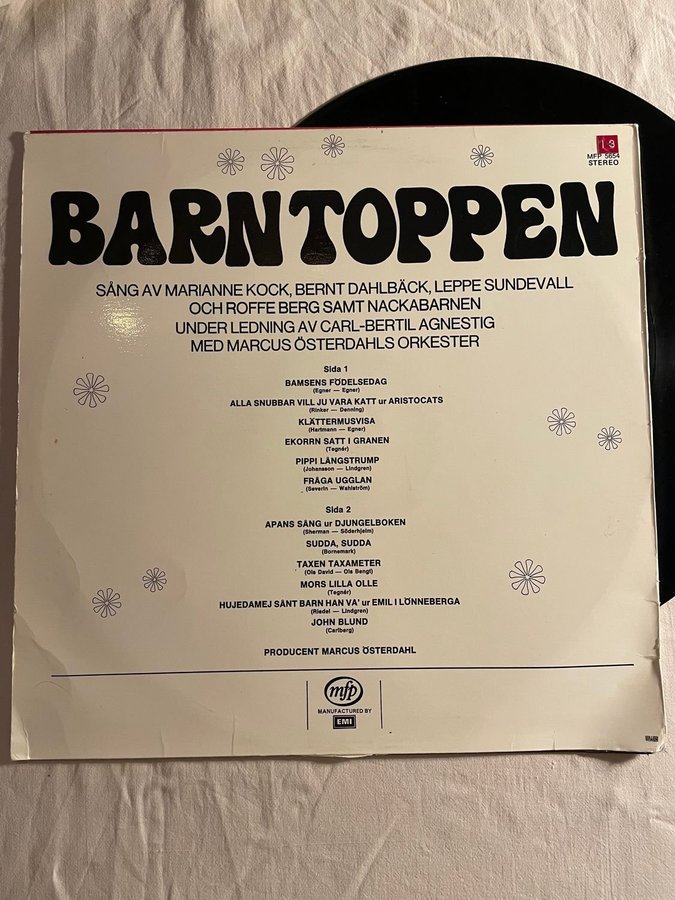 13
MFP 5654
STEREO
BARNTOPPEN
SÅNG AV MARIANNE KOCK, BERNT DAHLBÄCK, LEPPE SUNDEVALL
OCH ROFFE BERG SAMT NACKABARNEN
UNDER LEDNING AV CARL-BERTIL AGNESTIG
MED MARCUS ÖSTERDAHLS ORKESTER
Sida 1
BAMSENS FÖDELSEDAG
(Egner — Egner)
ALLA SNUBBAR VILL JU VARA KATT ur ARISTOCATS
(Rinker — Denning)
KLÄTTERMUSVISA
(Hartmann — Egner)
EKORRN SATT I GRANEN
(Tegnér)
PIPPI LÅNGSTRUMP
(Johansson — Lindgren)
FRÅGA UGGLAN
(Severin — Wahlström)
Sida 2
APANS SÅNG ur DJUNGELBOKEN
(Sherman — Söderhjelm)
SUDDA, SUDDA
(Bornemark)
TAXEN TAXAMETER
(Ols David — Ols Bengt)
MORS LILLA OLLE
(Tegnér)
HUJEDAMEJ SÅNT BARN HAN VA' ur EMIL I LÖNNEBERGA
(Riedel — Lindgren)
JOHN BLUND
(Carlberg)
PRODUCENT MARCUS ÖSTERDAHL
mfp
MANUFACTURED BY
EMI